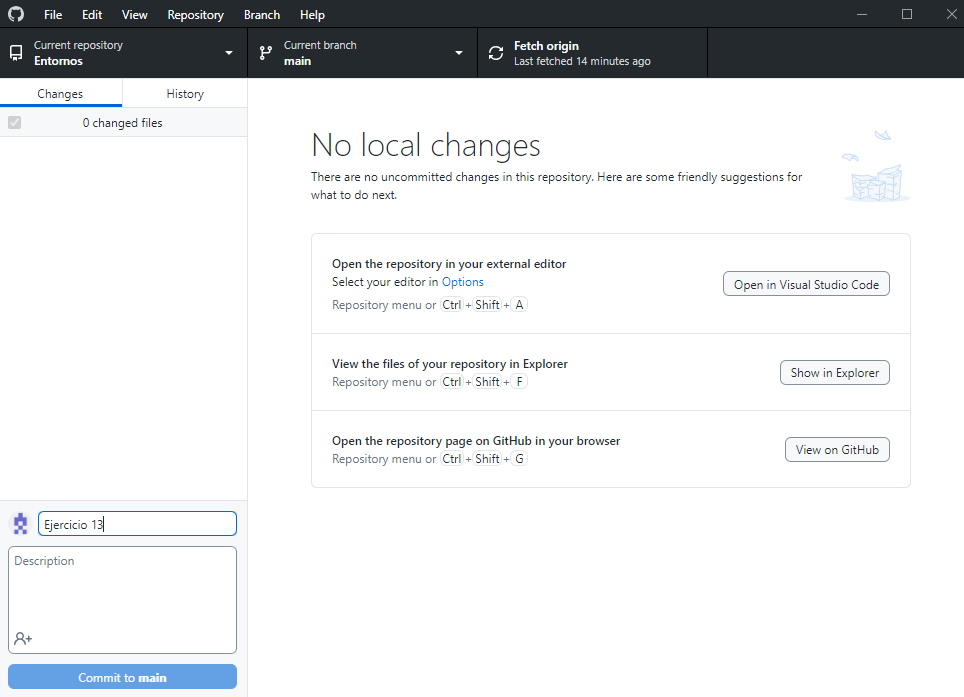 File Edit View Repository Branch Help
Current repository
Entornos
Current branch
main
Fetch origin
Last fetched 14 minutes ago
Changes History
0 changed files
No local changes
There are no uncommitted changes in this repository. Here are some friendly suggestions for
what to do next.
Open the repository in your external editor
Select your editor in Options
Repository menu or Ctrl + Shift + A
Open in Visual Studio Code
View the files of your repository in Explorer
Repository menu or Ctrl + Shift + F
Show in Explorer
Open the repository page on GitHub in your browser
Repository menu or Ctrl + Shift + G
View on GitHub
Ejercicio 13
Description
Commit to main